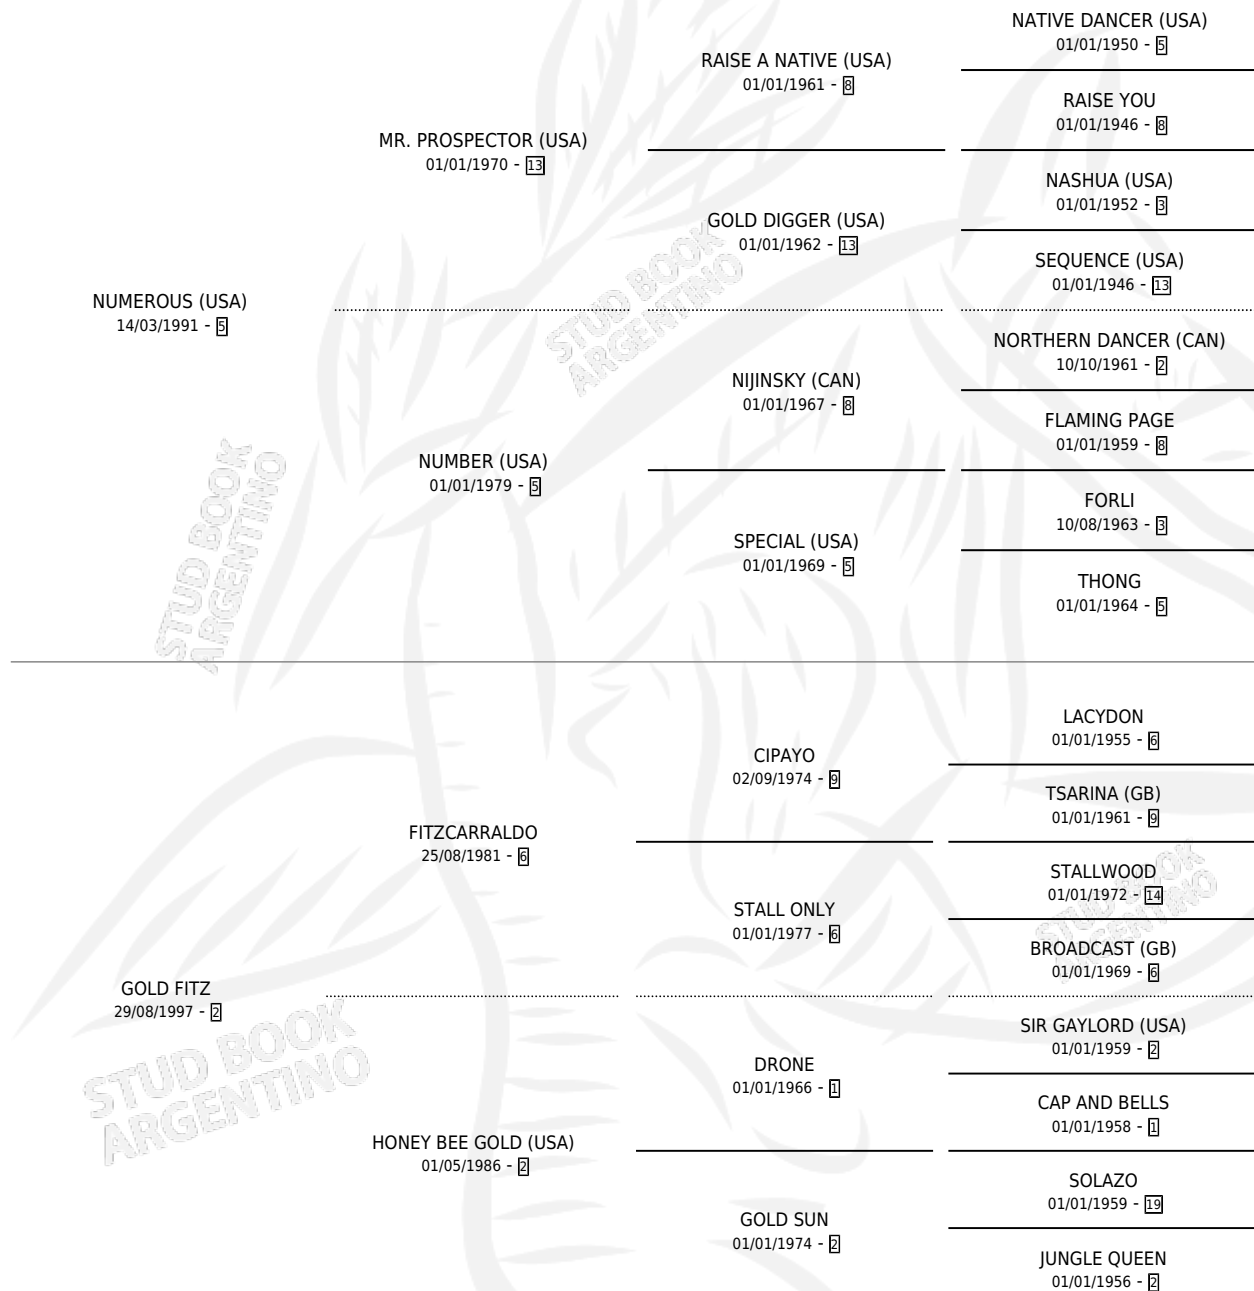 NATIVE DANCER (USA)
01/01/1950 - 5
RAISE A NATIVE (USA)
01/01/1961 - 8
RAISE YOU
01/01/1946 - 8
MR. PROSPECTOR (USA)
01/01/1970 - 13
NASHUA (USA)
01/01/1952 - 3
GOLD DIGGER (USA)
01/01/1962 - 13
SEQUENCE (USA)
01/01/1946 - 13
NUMEROUS (USA)
14/03/1991 - 5
NORTHERN DANCER (CAN)
10/10/1961 - 2
NIJINSKY (CAN)
01/01/1967 - 8
FLAMING PAGE
01/01/1959 - 8
NUMBER (USA)
01/01/1979 - 5
FORLI
10/08/1963 - 3
SPECIAL (USA)
01/01/1969 - 5
THONG
01/01/1964 - 5
LACYDON
01/01/1955 - 6
CIPAYO
02/09/1974 - 9
TSARINA (GB)
01/01/1961 - 9
FITZCARRALDO
25/08/1981 - 6
STALLWOOD
01/01/1972 - 14
STALL ONLY
01/01/1977 - 6
BROADCAST (GB)
01/01/1969 - 6
GOLD FITZ
29/08/1997 - 2
SIR GAYLORD (USA)
01/01/1959 - 2
DRONE
01/01/1966 - 1
CAP AND BELLS
01/01/1958 - 1
HONEY BEE GOLD (USA)
01/05/1986 - 2
SOLAZO
01/01/1959 - 19
GOLD SUN
01/01/1974 - 2
JUNGLE QUEEN
01/01/1956 - 2
STUD BOOK
ARGENTINO
STUD BOOK
ARGENTINO
STUD BOOK
ARGENTINO
STUD BOOK
ARGENTINO